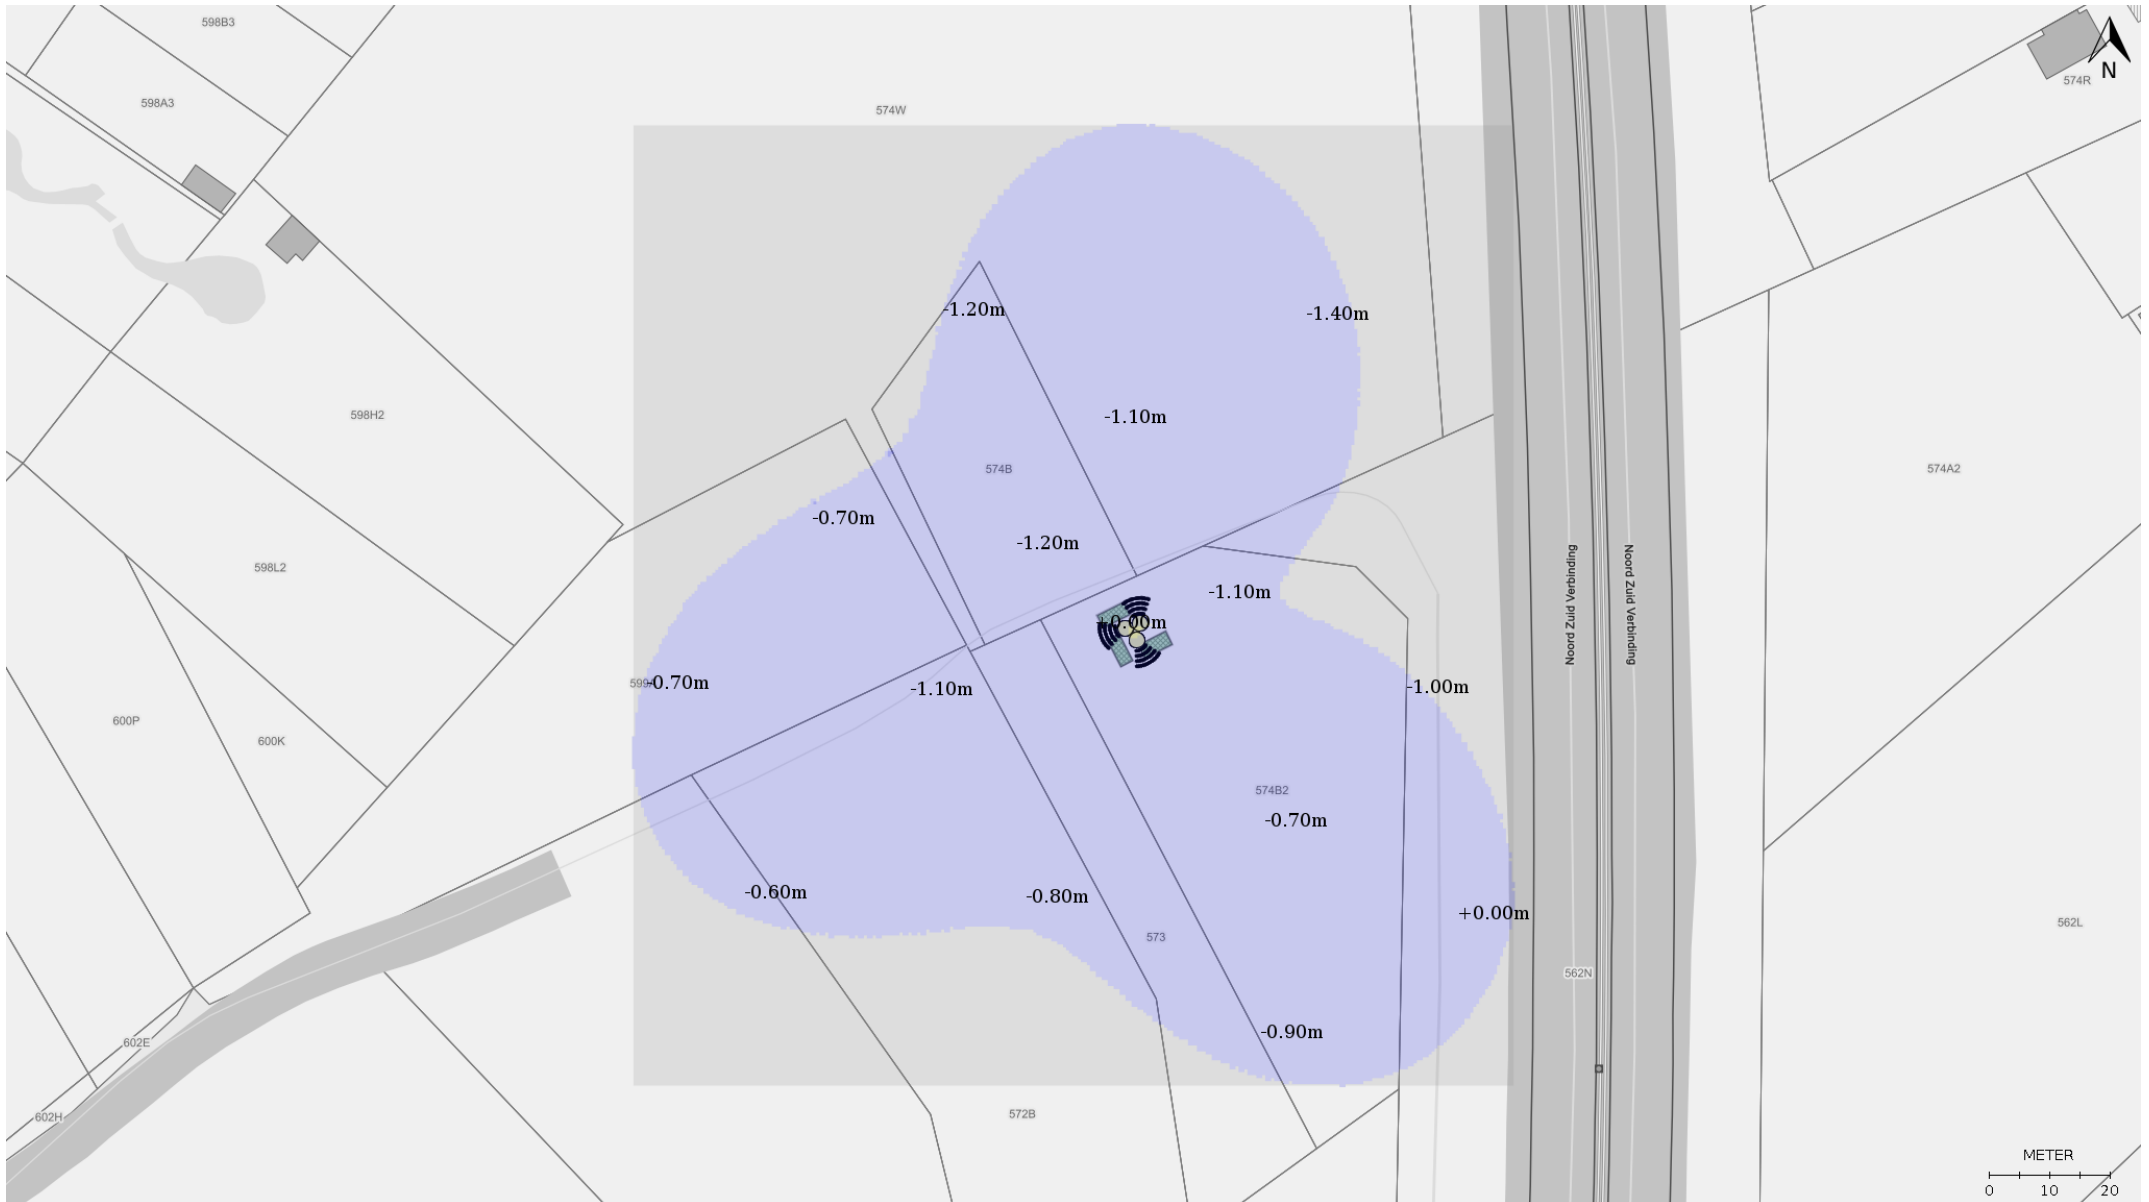 598B3
574R
598A3
574W
N
-1.20m
-1.40m
598H2
-1.10m
574B
574A2
-0.70m
-1.20m
598L2
-1.10m
Noord Zuid Verbinding
Noord Zuid Verbinding
+0.00m
-0.70m
-1.10m
-1.00m
600P
600K
574B2
-0.70m
-0.60m
-0.80m
+0.00m
562L
573
562N
-0.90m
602E
602H
572B
METER
0 10 20